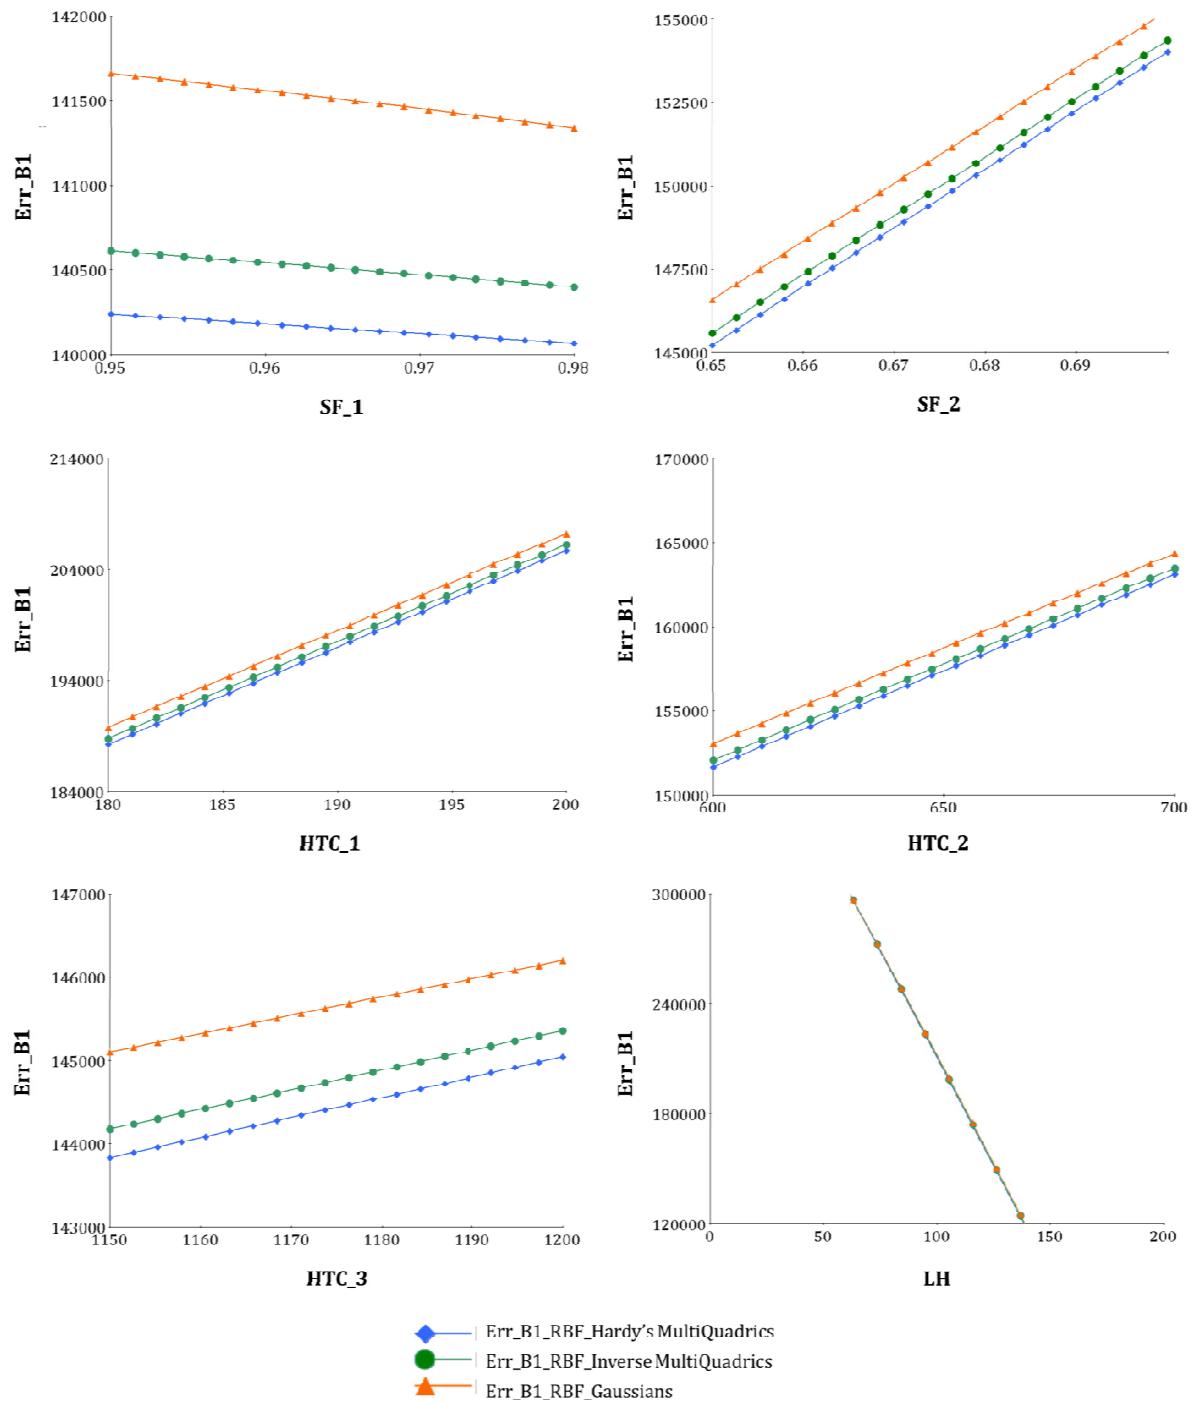 142000
141500
141000
140500
140000
Err_B1
0.95 0.96 0.97 0.98
SF_1
155000
152500
150000
147500
145000
Err_B1
0.65 0.66 0.67 0.68 0.69
SF_2
214000
204000
194000
184000
Err_B1
180 185 190 195 200
HTC_1
170000
165000
160000
155000
150000
Err_B1
600 650 700
HTC_2
147000
146000
145000
144000
143000
Err_B1
1150 1160 1170 1180 1190 1200
HTC_3
300000
240000
180000
120000
Err_B1
0 50 100 150 200
LH
Err_B1_RBF_Hardy's MultiQuadrics
Err_B1_RBF_Inverse MultiQuadrics
Err_B1_RBF_Gaussians